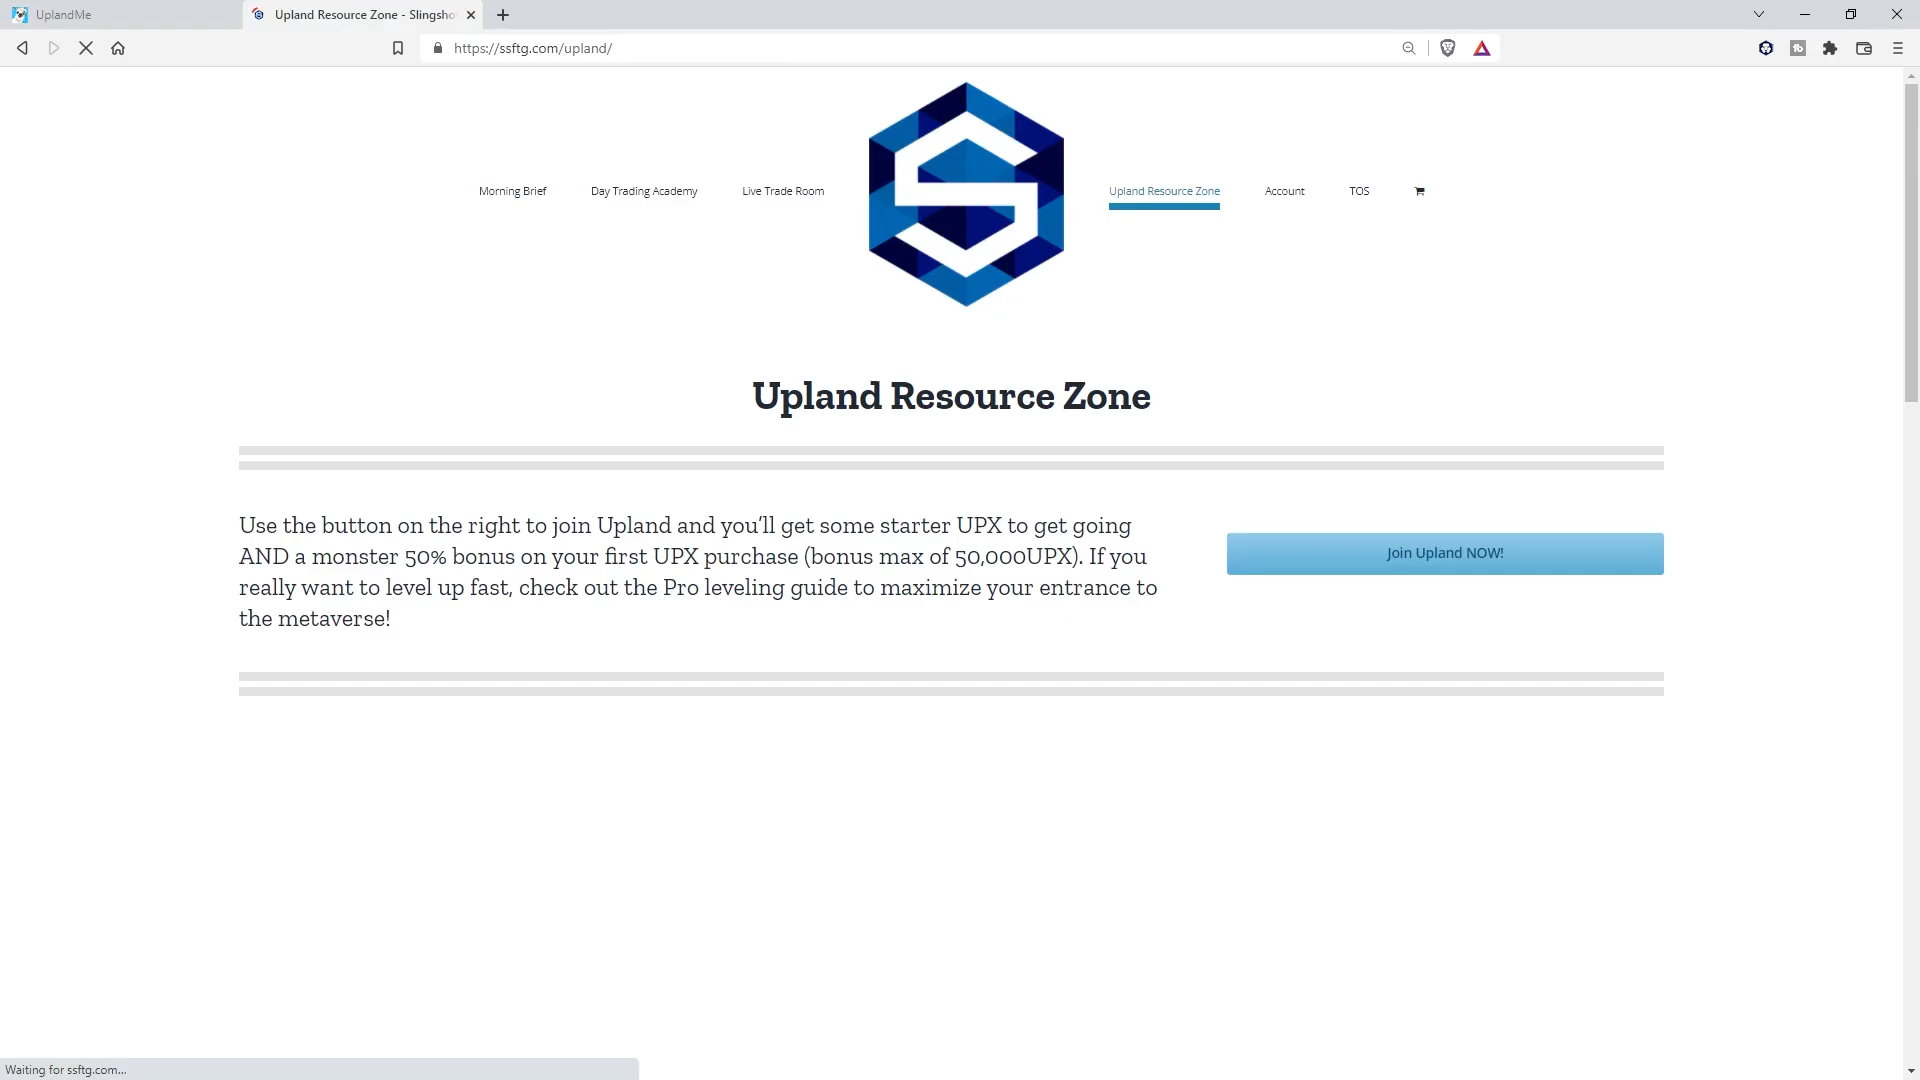 UplandMe
Upland Resource Zone - Slingsho
https://ssftg.com/upland/
Morning Brief
Day Trading Academy
Live Trade Room
Upland Resource Zone
Account
TOS
Upland Resource Zone
Use the button on the right to join Upland and you'll get some starter UPX to get going
AND a monster 50% bonus on your first UPX purchase (bonus max of 50,000UPX). If you
really want to level up fast, check out the Pro leveling guide to maximize your entrance to
the metaverse!
Join Upland NOW!
Waiting for ssftg.com...